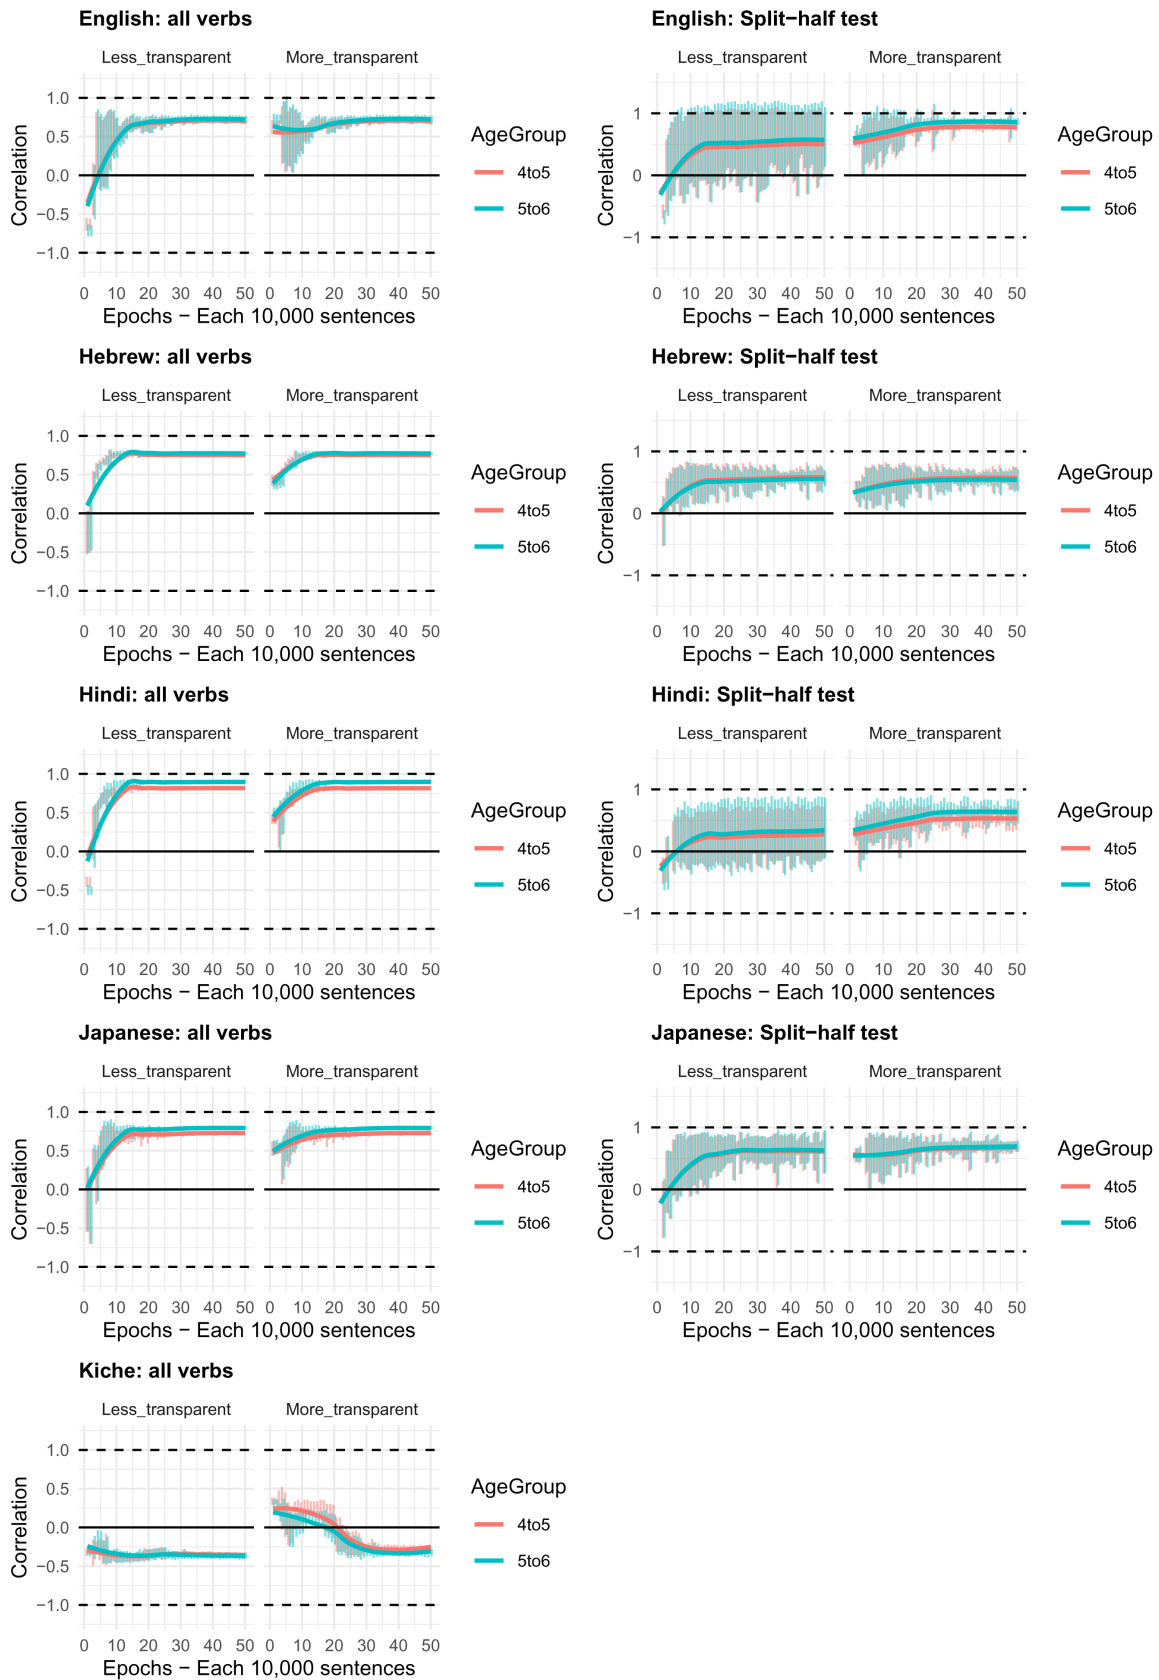 English: all verbs
Less_transparent More_transparent
Correlation
1.0
0.5
0.0
−0.5
−1.0
0 10 20 30 40 50 0 10 20 30 40 50
Epochs − Each 10,000 sentences
AgeGroup
4to5
5to6
English: Split−half test
Less_transparent More_transparent
Correlation
1
0
−1
0 10 20 30 40 50 0 10 20 30 40 50
Epochs − Each 10,000 sentences
AgeGroup
4to5
5to6
Hebrew: all verbs
Less_transparent More_transparent
Correlation
1.0
0.5
0.0
−0.5
−1.0
0 10 20 30 40 50 0 10 20 30 40 50
Epochs − Each 10,000 sentences
AgeGroup
4to5
5to6
Hebrew: Split−half test
Less_transparent More_transparent
Correlation
1
0
−1
0 10 20 30 40 50 0 10 20 30 40 50
Epochs − Each 10,000 sentences
AgeGroup
4to5
5to6
Hindi: all verbs
Less_transparent More_transparent
Correlation
1.0
0.5
0.0
−0.5
−1.0
0 10 20 30 40 50 0 10 20 30 40 50
Epochs − Each 10,000 sentences
AgeGroup
4to5
5to6
Hindi: Split−half test
Less_transparent More_transparent
Correlation
1
0
−1
0 10 20 30 40 50 0 10 20 30 40 50
Epochs − Each 10,000 sentences
AgeGroup
4to5
5to6
Japanese: all verbs
Less_transparent More_transparent
Correlation
1.0
0.5
0.0
−0.5
−1.0
0 10 20 30 40 50 0 10 20 30 40 50
Epochs − Each 10,000 sentences
AgeGroup
4to5
5to6
Japanese: Split−half test
Less_transparent More_transparent
Correlation
1
0
−1
0 10 20 30 40 50 0 10 20 30 40 50
Epochs − Each 10,000 sentences
AgeGroup
4to5
5to6
Kiche: all verbs
Less_transparent More_transparent
Correlation
1.0
0.5
0.0
−0.5
−1.0
0 10 20 30 40 50 0 10 20 30 40 50
Epochs − Each 10,000 sentences
AgeGroup
4to5
5to6